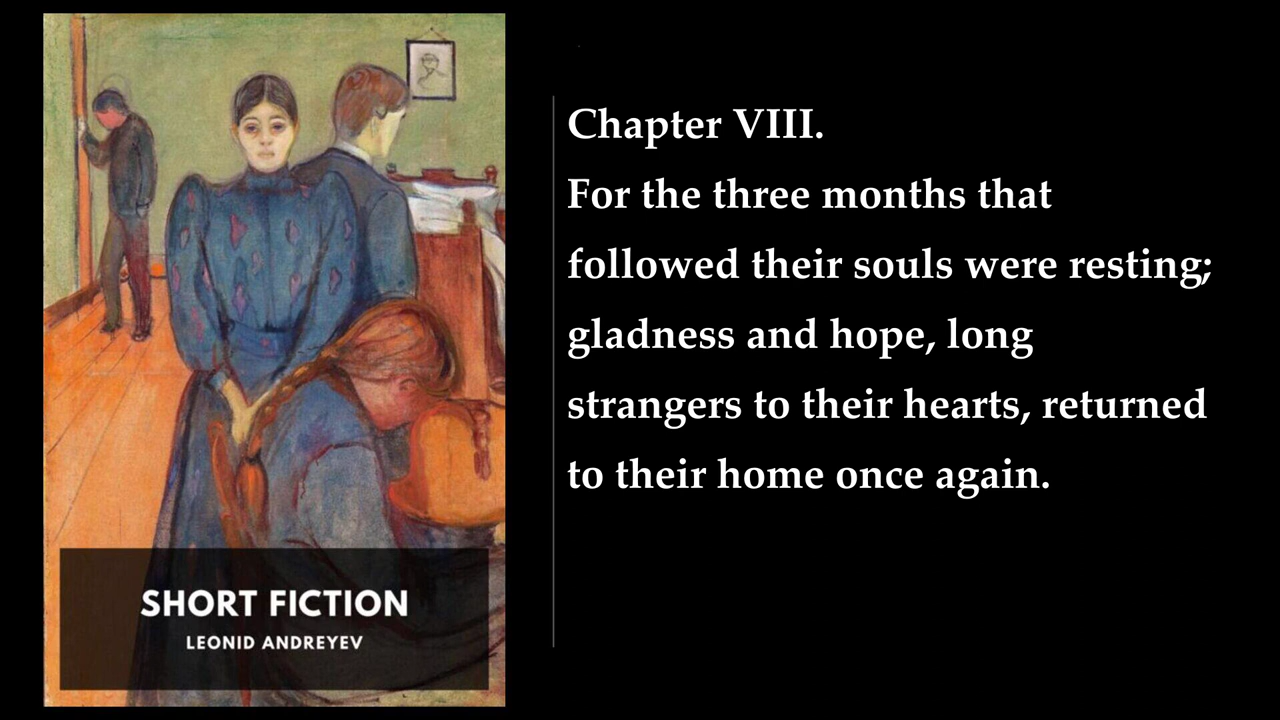 SHORT FICTION
LEONID ANDREYEV
Chapter VIII.
For the three months that
followed their souls were resting;
gladness and hope, long
strangers to their hearts, returned
to their home once again.